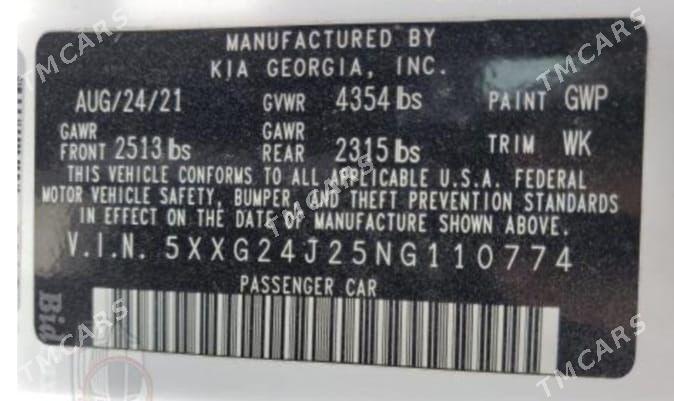 MANUFACTURED BY
KIA GEORGIA, INC.
AUG/24/21 GVWR 4354 lbs PAINT GWP
GAWR FRONT 2513 lbs GAWR REAR 2315 lbs TRIM WK
THIS VEHICLE CONFORMS TO ALL APPLICABLE U.S.A. FEDERAL
MOTOR VEHICLE SAFETY, BUMPER, AND THEFT PREVENTION STANDARDS
IN EFFECT ON THE DATE OF MANUFACTURE SHOWN ABOVE.
V.I.N. 5XXG24J25NG110774
PASSENGER CAR
Bid
TMCARS
TMCARS
TMCARS
TMCARS
TMCARS